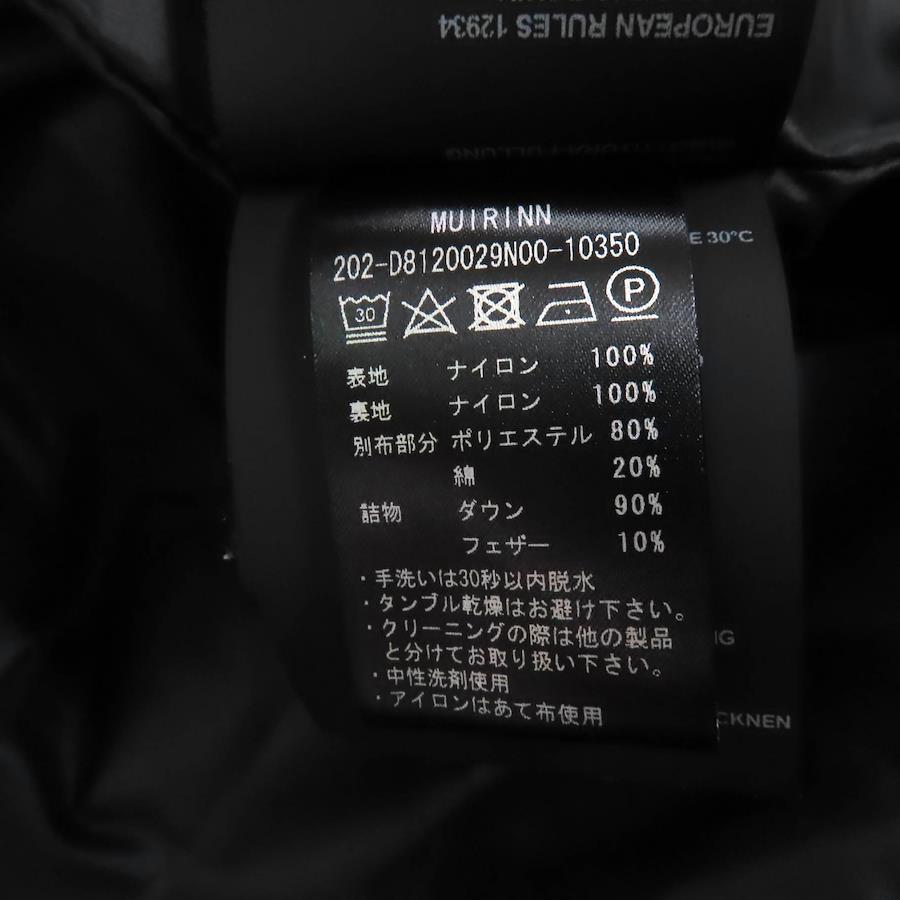 EUROPEAN RULES 12934
MUIRINN
202-D8120029N00-10350
E 30°C
30
P
表地 ナイロン 100%
裏地 ナイロン 100%
別布部分 ポリエステル 80%
綿 20%
詰物 ダウン 90%
フェザー 10%
・手洗いは30秒以内脱水
・タンブル乾燥はお避け下さい。
・クリーニングの際は他の製品
と分けてお取り扱い下さい。
・中性洗剤使用
・アイロンはあて布使用
NG
CKNEN